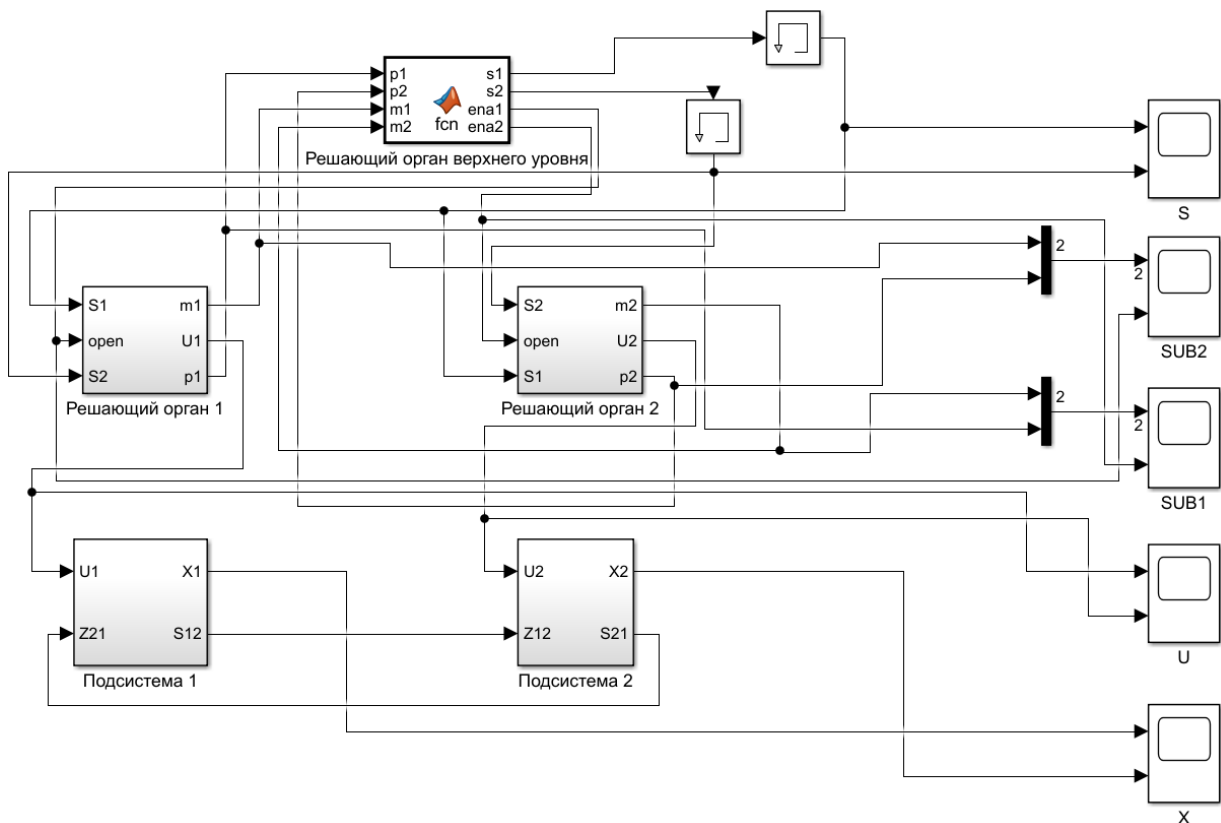 p1
p2
m1
m2
fcn
s1
s2
ena1
ena2
Решающий орган верхнего уровня
S
2
2
SUB2
S1
open
S2
m1
U1
p1
Решающий орган 1
S2
open
S1
m2
U2
p2
Решающий орган 2
2
2
SUB1
U1
Z21
X1
S12
Подсистема 1
U2
Z12
X2
S21
Подсистема 2
U
X